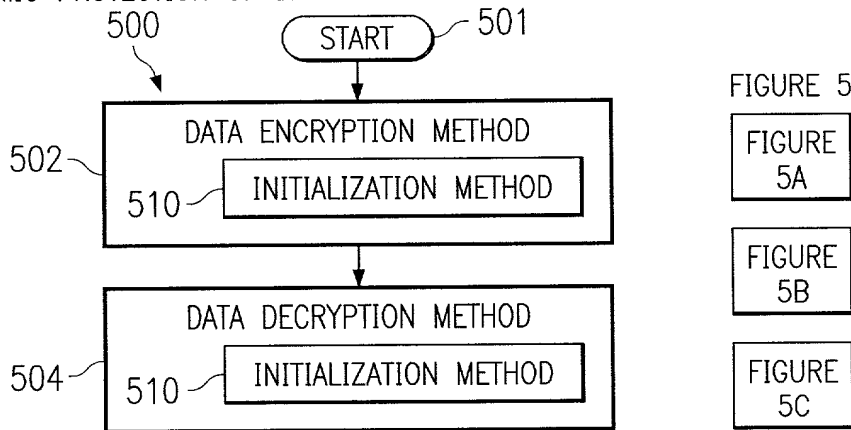 500
START
501
DATA ENCRYPTION METHOD
502
510
INITIALIZATION METHOD
DATA DECRYPTION METHOD
504
510
INITIALIZATION METHOD
FIGURE 5
FIGURE
5A
FIGURE
5B
FIGURE
5C